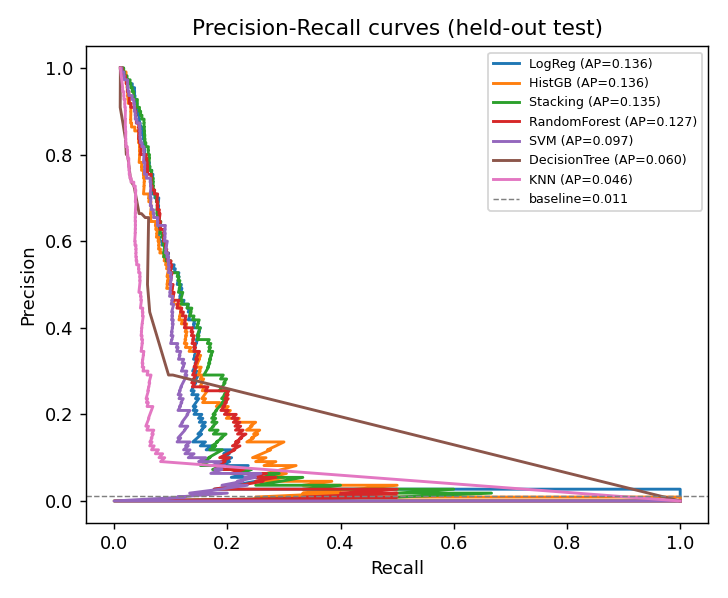 Precision-Recall curves (held-out test)
LogReg (AP=0.136)
HistGB (AP=0.136)
Stacking (AP=0.135)
RandomForest (AP=0.127)
SVM (AP=0.097)
DecisionTree (AP=0.060)
KNN (AP=0.046)
baseline=0.011
Precision
1.0
0.8
0.6
0.4
0.2
0.0
0.0 0.2 0.4 0.6 0.8 1.0
Recall